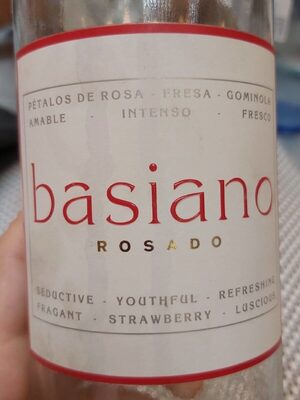 PÉTALOS DE ROSA - FRESA - GOMINOLA
AMABLE - INTENSO - FRESCO
basiano
ROSADO
SEDUCTIVE - YOUTHFUL - REFRESHING
FRAGANT - STRAWBERRY - LUSCIOUS